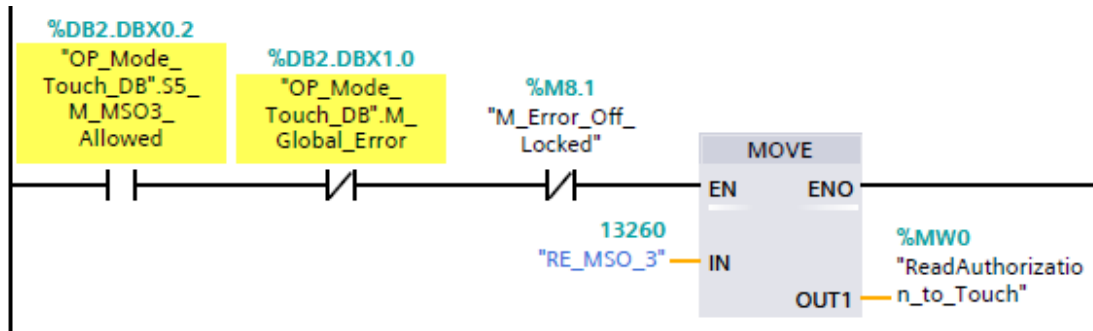 %DB2.DBX0.2
"OP_Mode_
Touch_DB".S5_
M_MSO3_
Allowed
%DB2.DBX1.0
"OP_Mode_
Touch_DB".M_
Global_Error
%M8.1
"M_Error_Off_
Locked"
MOVE
EN ENO
13260
"RE_MSO_3"
IN
OUT1
%MW0
"ReadAuthorizatio
n_to_Touch"